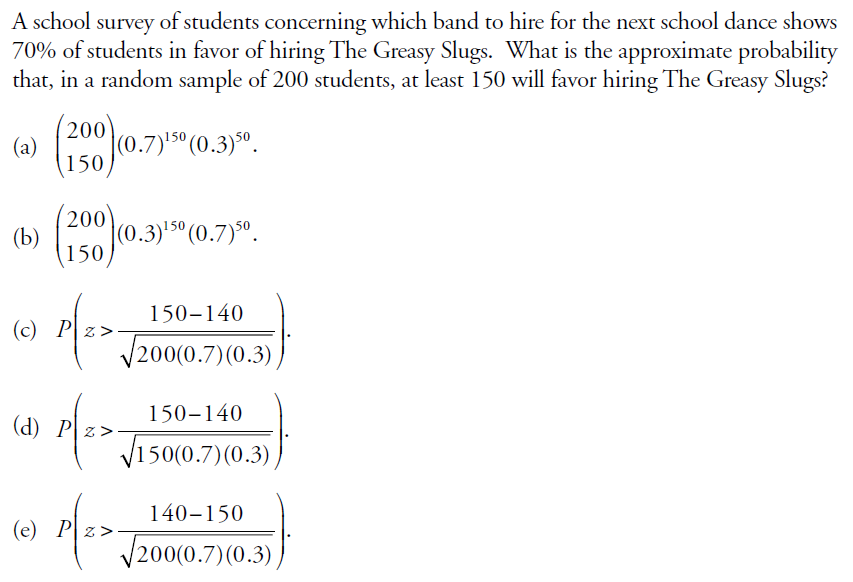 A school survey of students concerning which band to hire for the next school dance shows
70% of students in favor of hiring The Greasy Slugs.  What is the approximate probability
that, in a random sample of 200 students, at least 150 will favor hiring The Greasy Slugs?
(a) (200 150)(0.7)^150 (0.3)^50.
(b) (200 150)(0.3)^150 (0.7)^50.
(c) P(z > (150–140)/√(200(0.7)(0.3))).
(d) P(z > (150–140)/√(150(0.7)(0.3))).
(e) P(z > (140–150)/√(200(0.7)(0.3))).